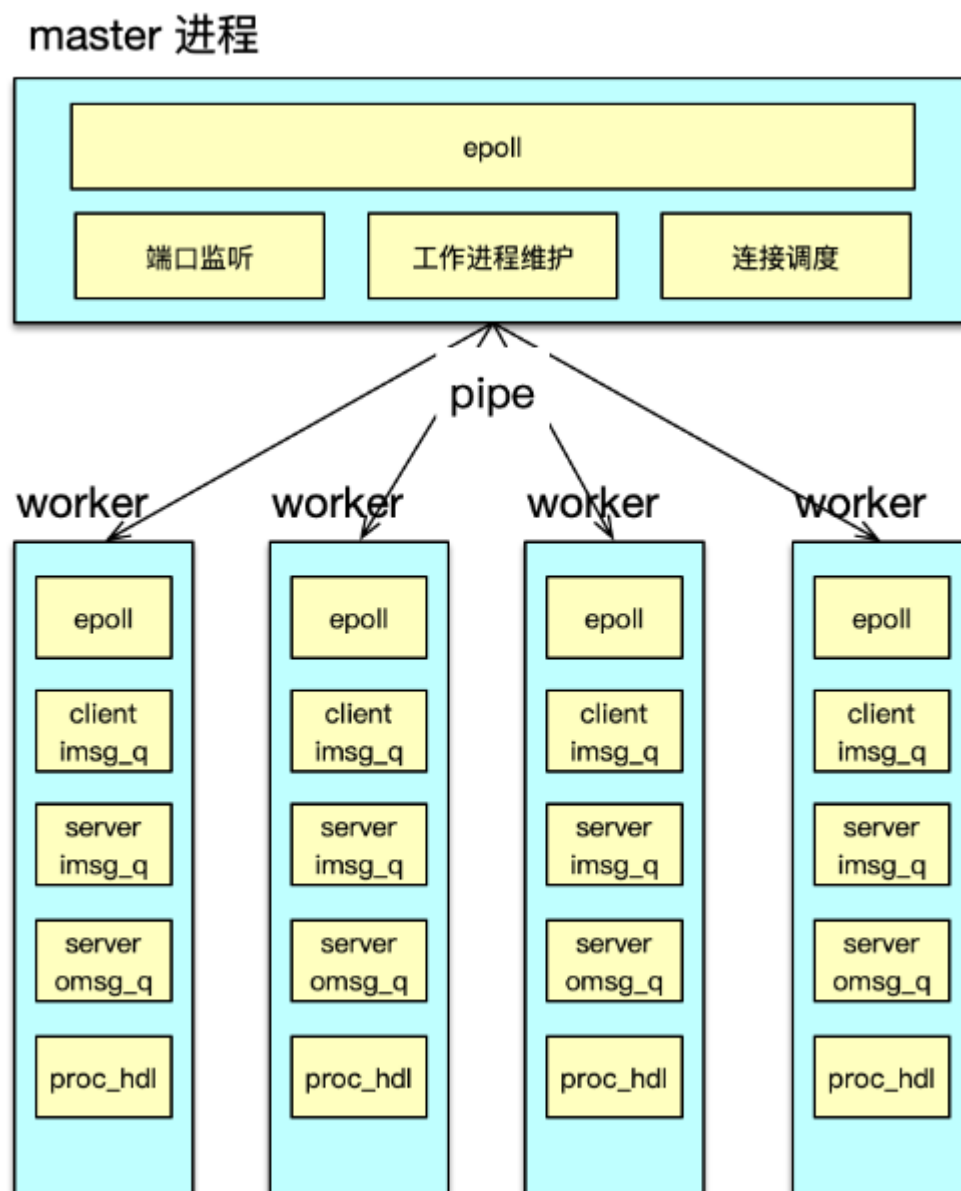 master 进程
epoll
端口监听 工作进程维护 连接调度
pipe
worker worker worker worker
epoll epoll epoll epoll
client client client client
imsg_q imsg_q imsg_q imsg_q
server server server server
imsg_q imsg_q imsg_q imsg_q
server server server server
omsg_q omsg_q omsg_q omsg_q
proc_hdl proc_hdl proc_hdl proc_hdl